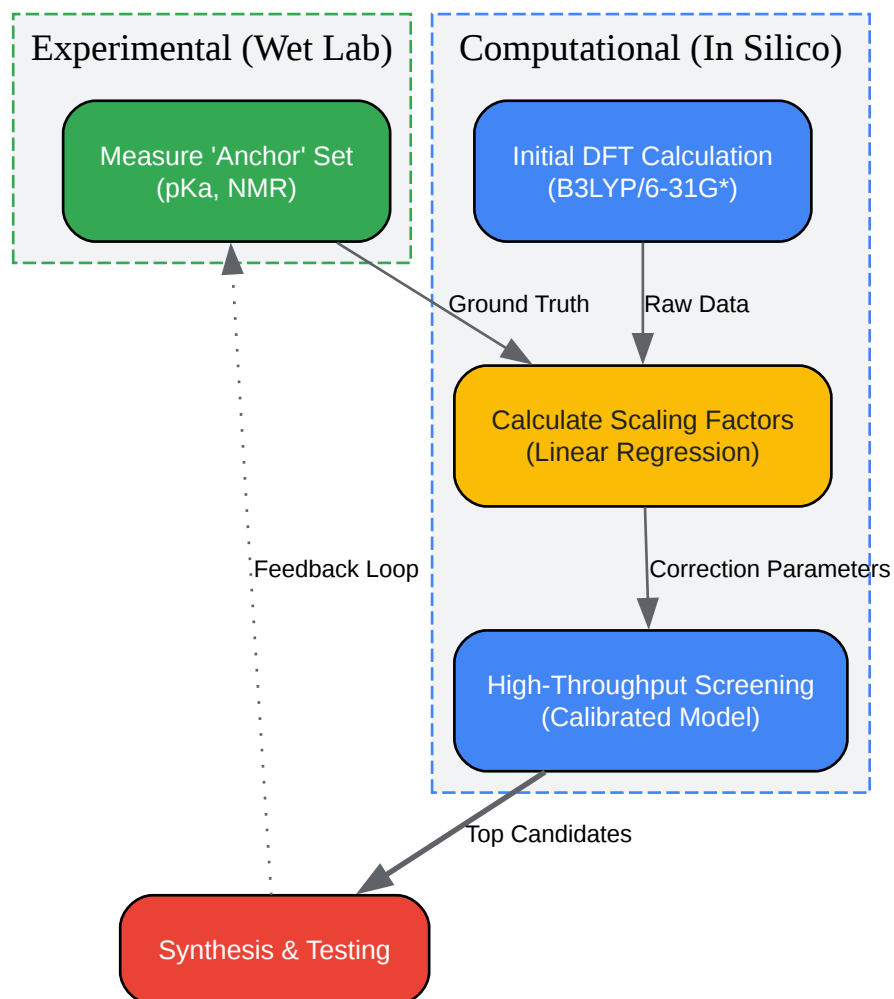 Experimental (Wet Lab)
Computational (In Silico)
Measure 'Anchor' Set
(pKa, NMR)
Initial DFT Calculation
(B3LYP/6-31G*)
Ground Truth
Raw Data
Calculate Scaling Factors
(Linear Regression)
Feedback Loop
Correction Parameters
High-Throughput Screening
(Calibrated Model)
Top Candidates
Synthesis & Testing